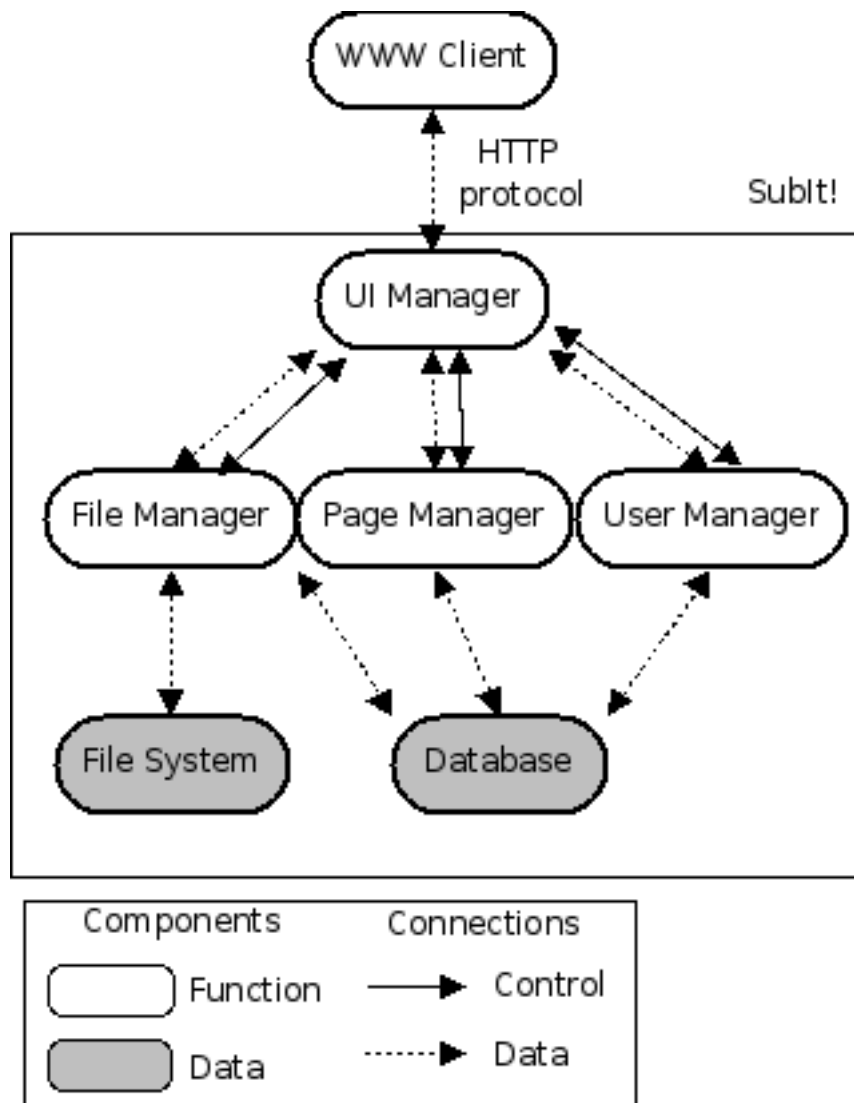 WWW Client
HTTP
protocol
SubIt!
UI Manager
File Manager
Page Manager
User Manager
File System
Database
Components
Connections
Function
Control
Data
Data